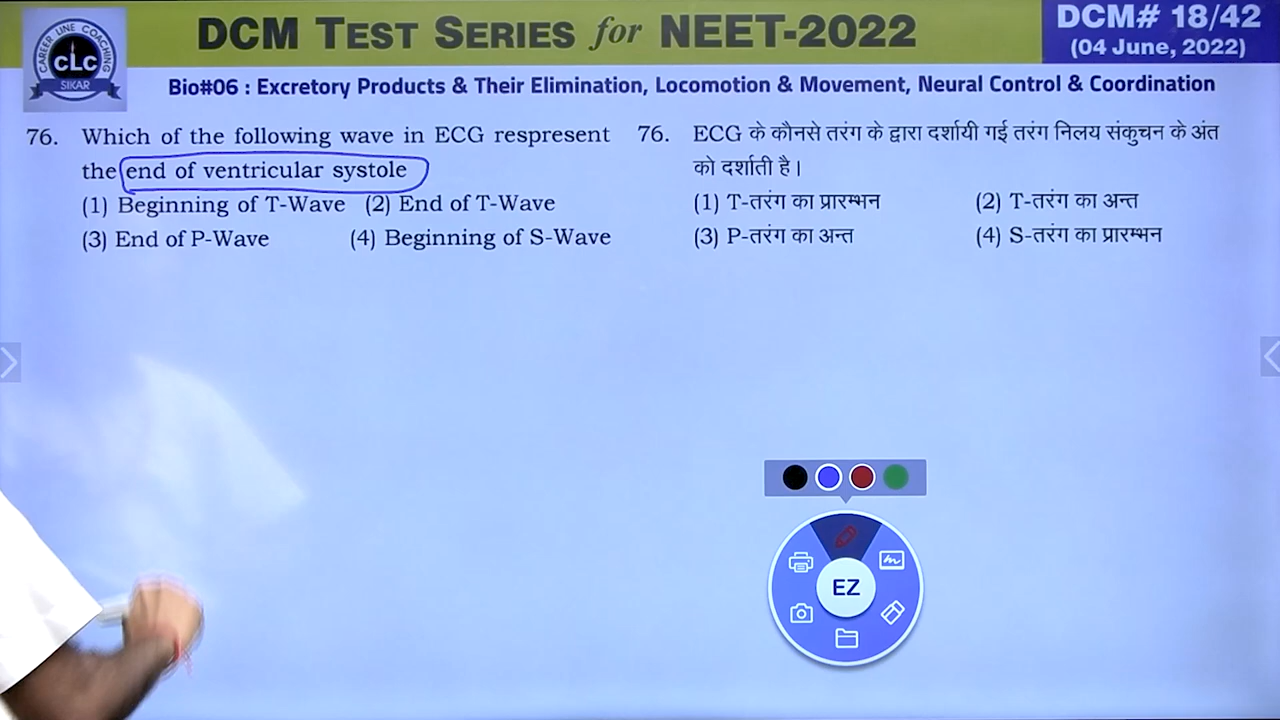 DCM TEST SERIES for NEET-2022
DCM# 18/42
(04 June, 2022)
CAREER LINE COACHING
CLC
SIKAR
Bio#06 : Excretory Products & Their Elimination, Locomotion & Movement, Neural Control & Coordination
76. Which of the following wave in ECG respresent
the end of ventricular systole
(1) Beginning of T-Wave (2) End of T-Wave
(3) End of P-Wave (4) Beginning of S-Wave
76. ECG के कौनसे तरंग के द्वारा दर्शायी गई तरंग निलय संकुचन के अंत
को दर्शाती है।
(1) T-तरंग का प्रारम्भन (2) T-तरंग का अन्त
(3) P-तरंग का अन्त (4) S-तरंग का प्रारम्भन
EZ